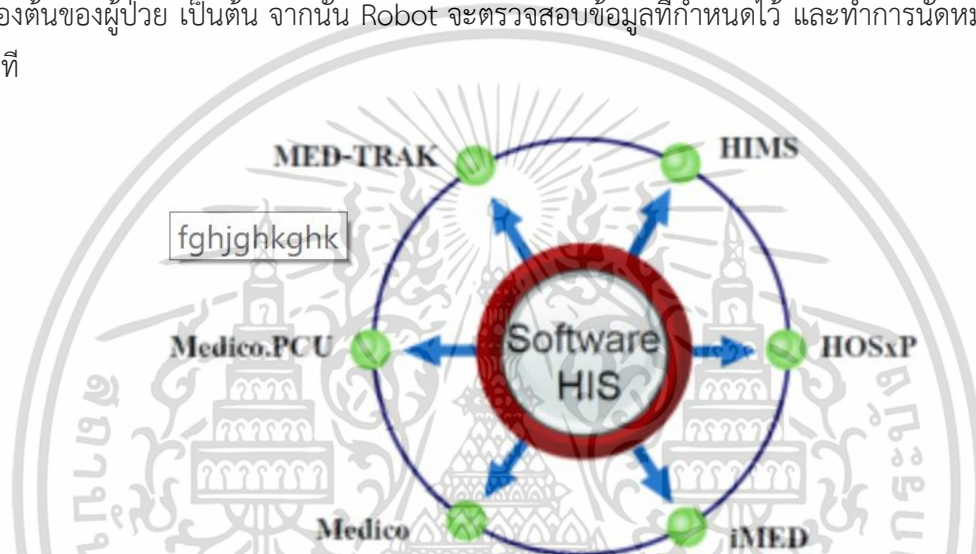 องต้นของผู้ป่วย เป็นต้น จากนั้น Robot จะตรวจสอบข้อมูลที่กำหนดไว้ และทำการนัดหม
ที
MED-TRAK
HIMS
fghjghkghk
Medico.PCU
Software
HIS
HOSxP
Medico
iMED